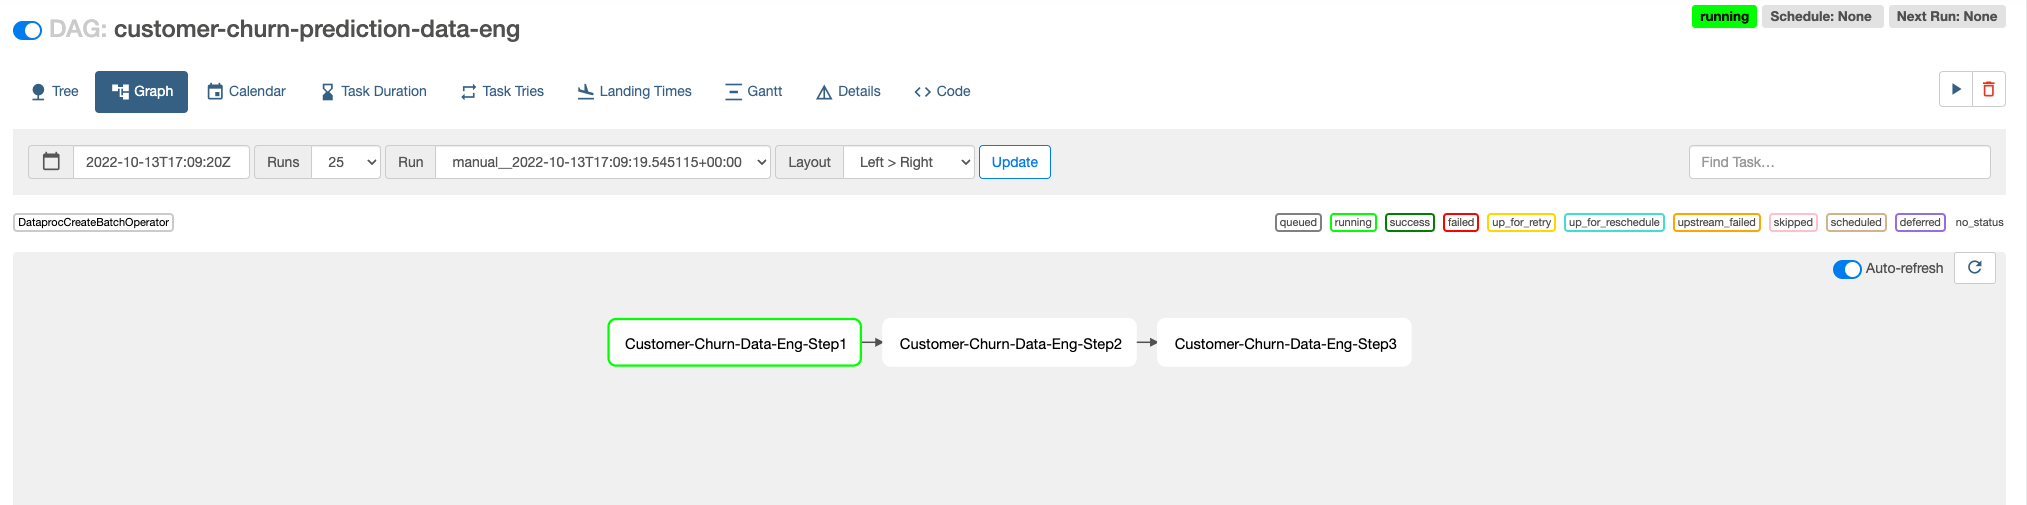 DAG: customer-churn-prediction-data-eng
running Schedule: None Next Run: None
Tree Graph Calendar Task Duration Task Tries Landing Times Gantt Details Code
2022-10-13T17:09:20Z Runs 25 Run manual__2022-10-13T17:09:19.545115+00:00 Layout Left > Right Update Find Task...
DataprocCreateBatchOperator queued running success failed up_for_retry up_for_reschedule upstream_failed skipped scheduled deferred no_status
Auto-refresh
Customer-Churn-Data-Eng-Step1 Customer-Churn-Data-Eng-Step2 Customer-Churn-Data-Eng-Step3